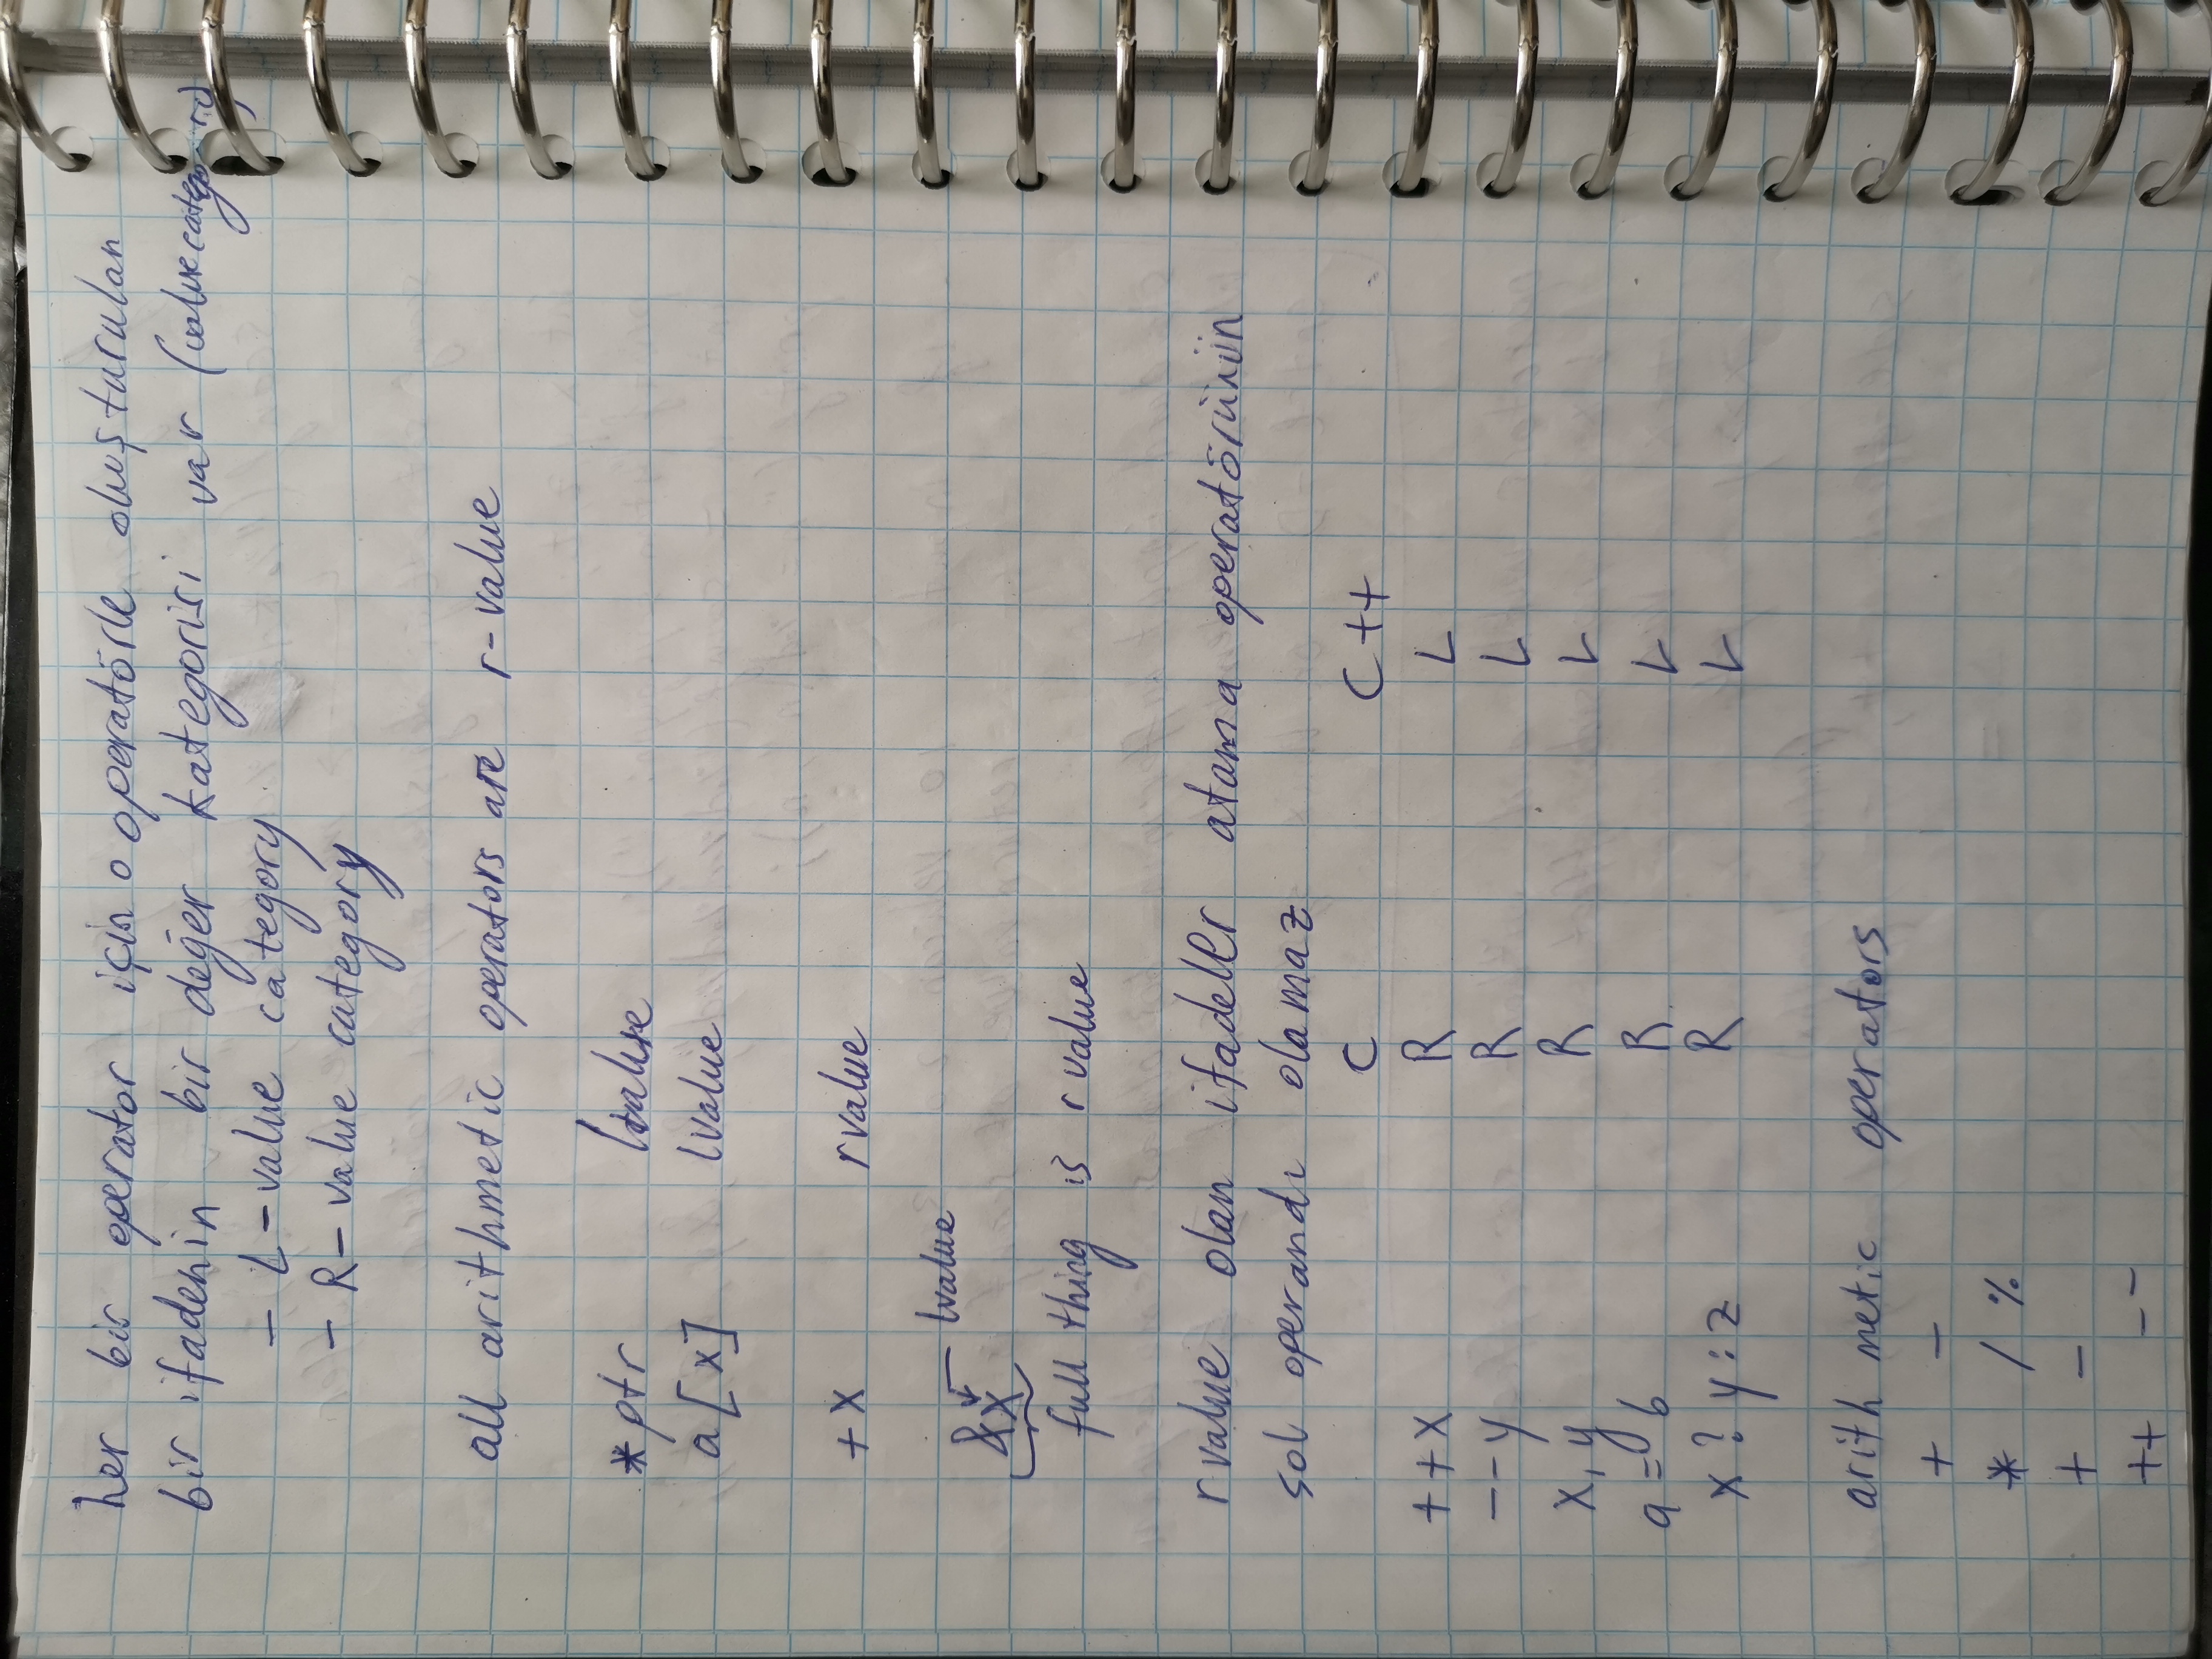 her bir operator için o operatörle oluşturulan
bir ifadenin bir değer kategorisi var (value category)
- L-value category
- R-value category
all arithmetic operators are r-value
*ptr lvalue
a[x] lvalue
+x rvalue
lvalue
&x
full thing is rvalue
rvalue olan ifadeler atama operatörünün
sol operandı olamaz
C C++
++x R L
--y R L
x, y R L
a = b R L
x ? y : z R L
arithmetic operators
+ -
* / %
+ -
++ --